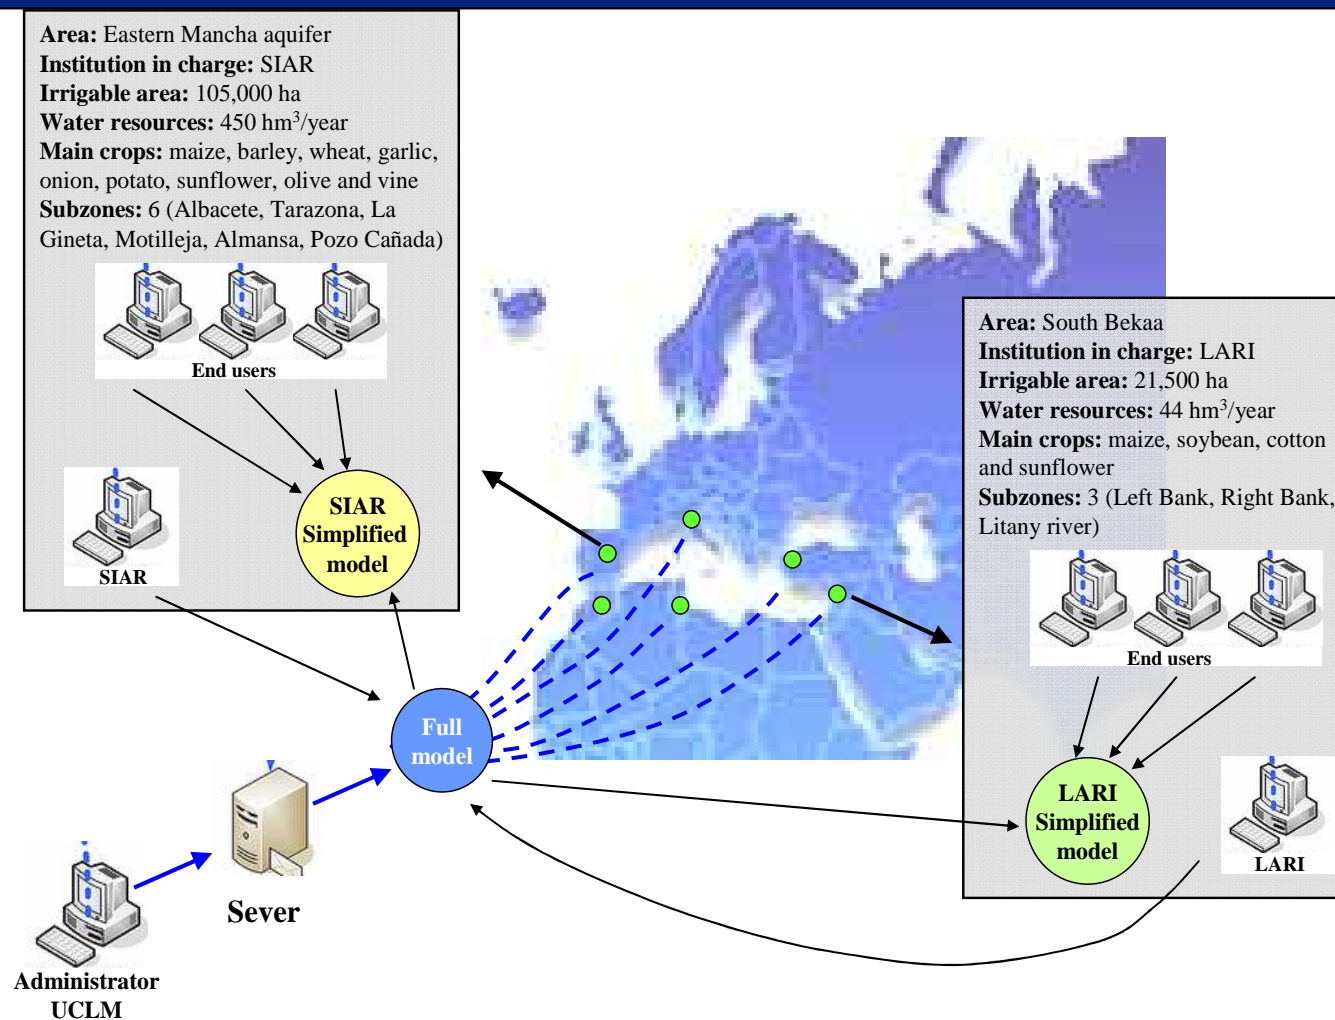 Area: Eastern Mancha aquifer
Institution in charge: SIAR
Irrigable area: 105,000 ha
Water resources: 450 hm³/year
Main crops: maize, barley, wheat, garlic,
onion, potato, sunflower, olive and vine
Subzones: 6 (Albacete, Tarazona, La
Gineta, Motilleja, Almansa, Pozo Cañada)
End users
SIAR
Simplified
model
SIAR
Area: South Bekaa
Institution in charge: LARI
Irrigable area: 21,500 ha
Water resources: 44 hm³/year
Main crops: maize, soybean, cotton
and sunflower
Subzones: 3 (Left Bank, Right Bank,
Litany river)
End users
LARI
Simplified
model
LARI
Full
model
Sever
Administrator
UCLM